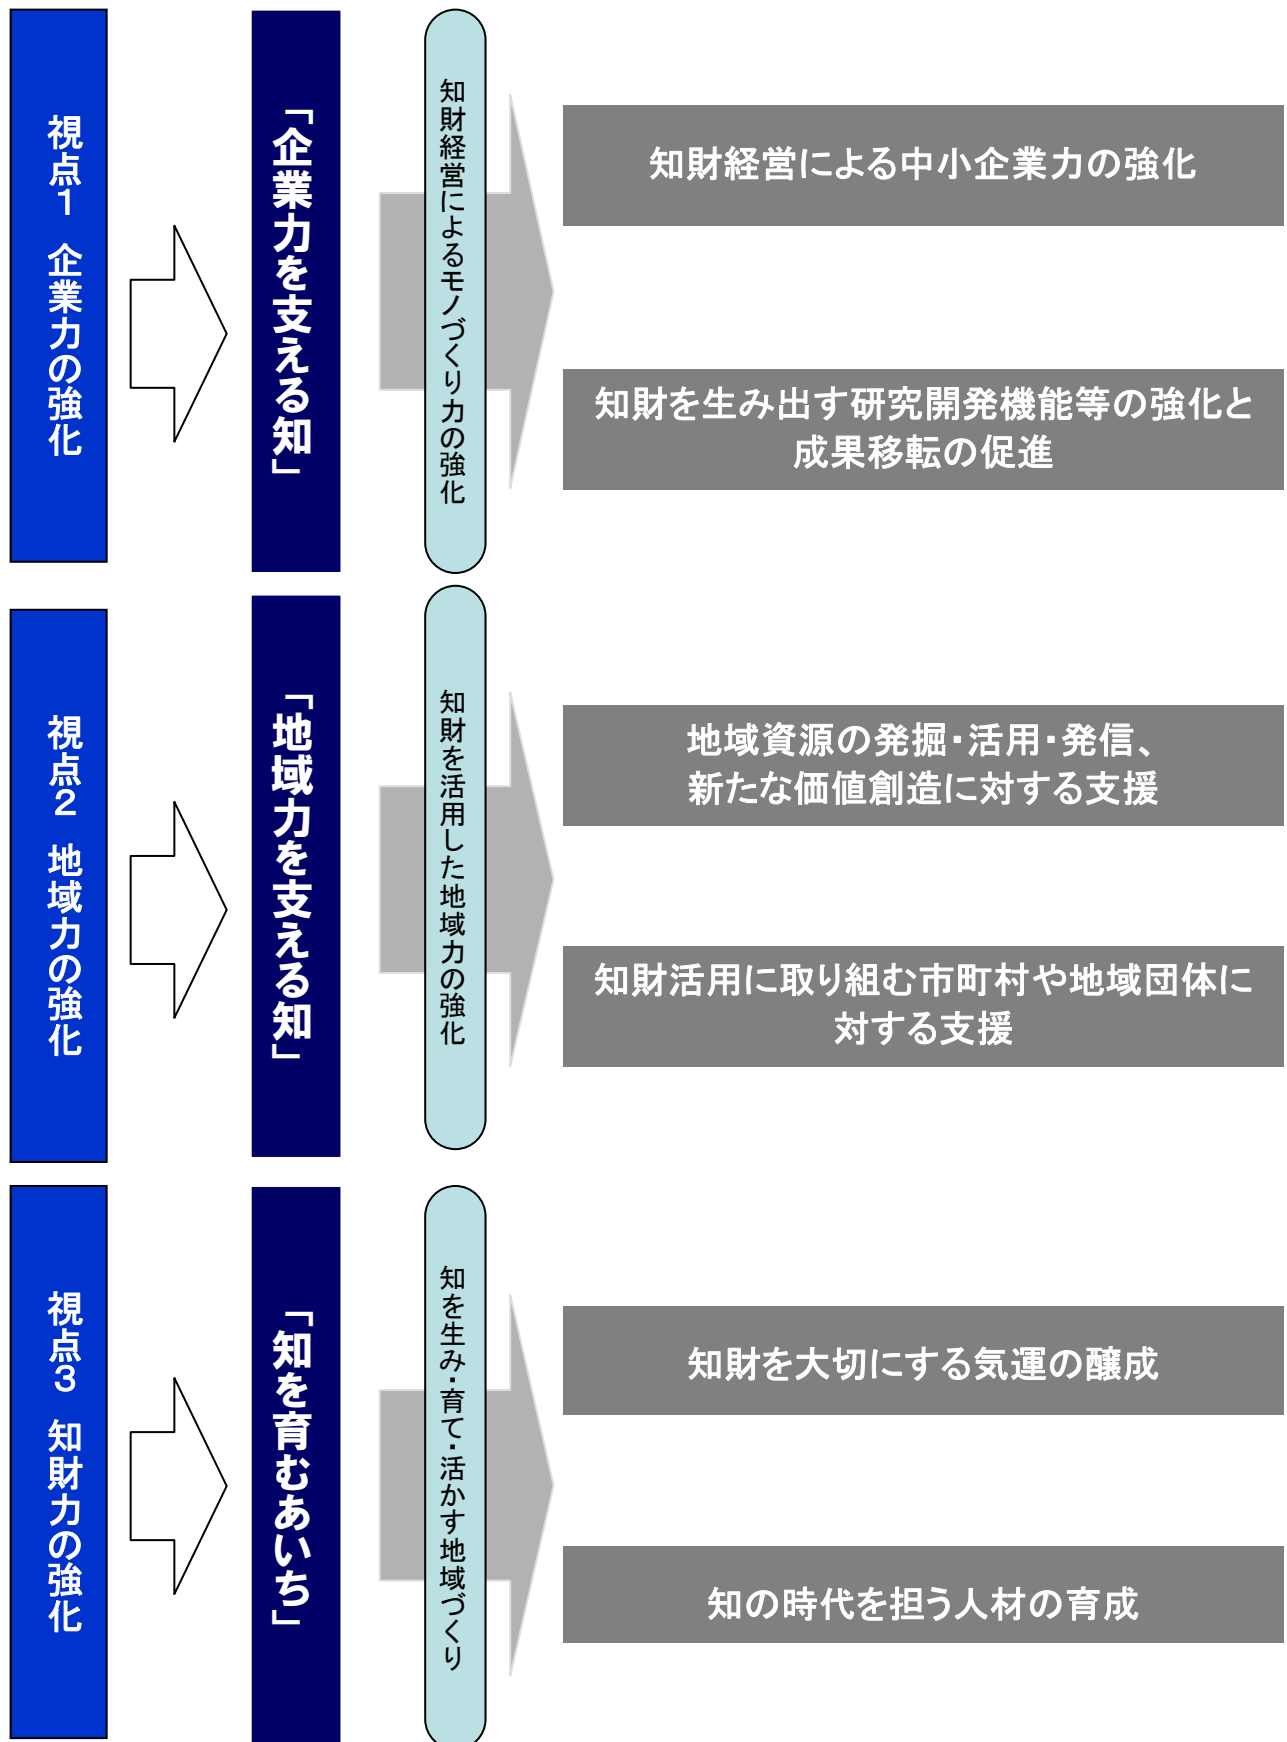 視点１ 企業力の強化
「企業力を支える知」
知財経営によるモノづくり力の強化
知財経営による中小企業力の強化
知財を生み出す研究開発機能等の強化と
成果移転の促進
視点２ 地域力の強化
「地域力を支える知」
知財を活用した地域力の強化
地域資源の発掘・活用・発信、
新たな価値創造に対する支援
知財活用に取り組む市町村や地域団体に
対する支援
視点３ 知財力の強化
「知を育むあいち」
知を生み・育て・活かす地域づくり
知財を大切にする気運の醸成
知の時代を担う人材の育成